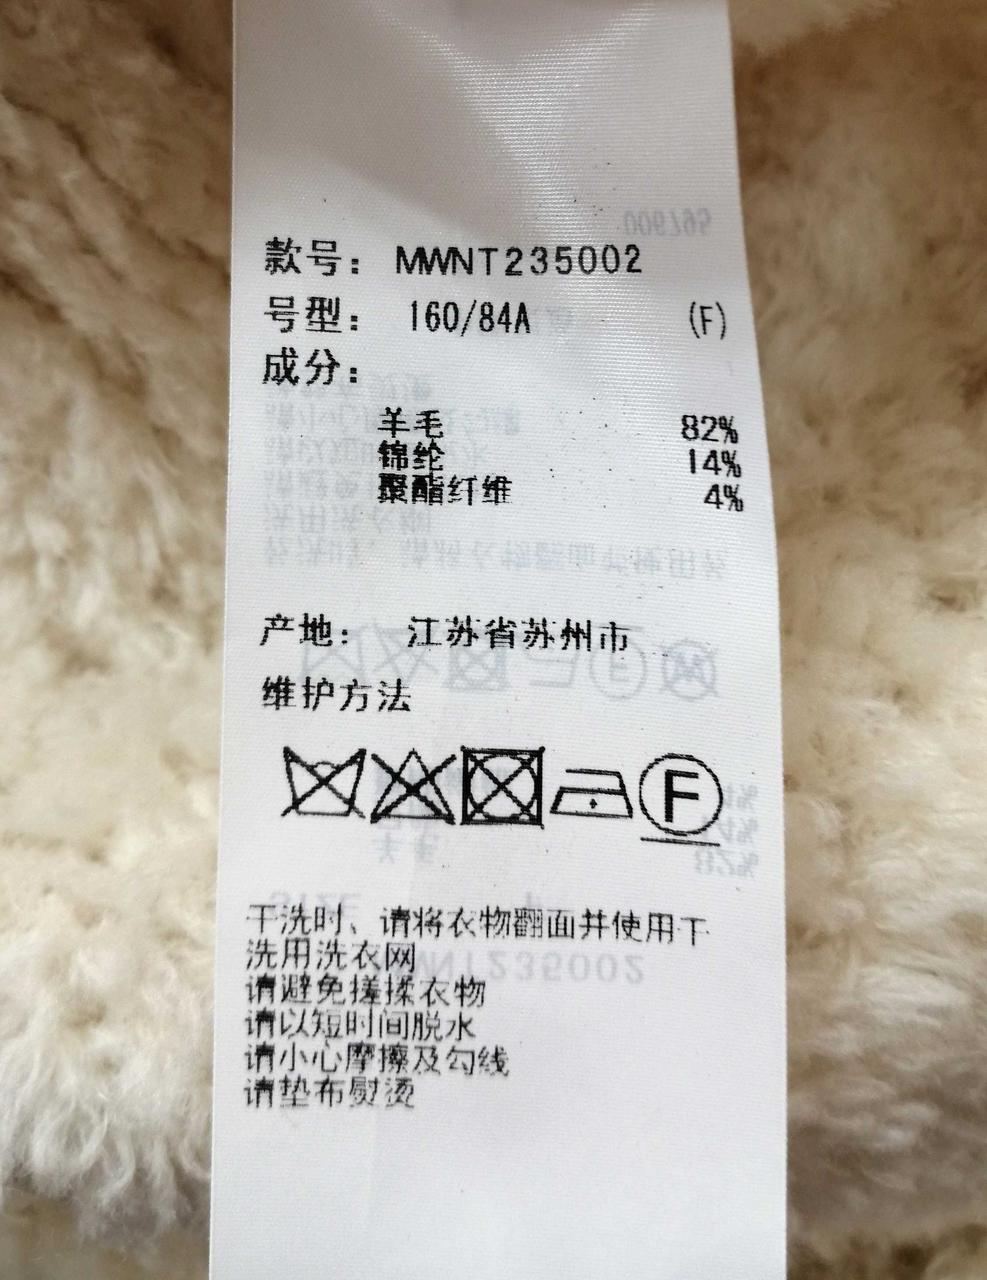 款号： MWNT235002
号型： 160/84A (F)
成分：
羊毛 82%
锦纶 14%
聚酯纤维 4%
产地： 江苏省苏州市
维护方法
F
干洗时、请将衣物翻面并使用干
洗用洗衣网
请避免搓揉衣物
请以短时间脱水
请小心摩擦及勾线
请垫布熨烫